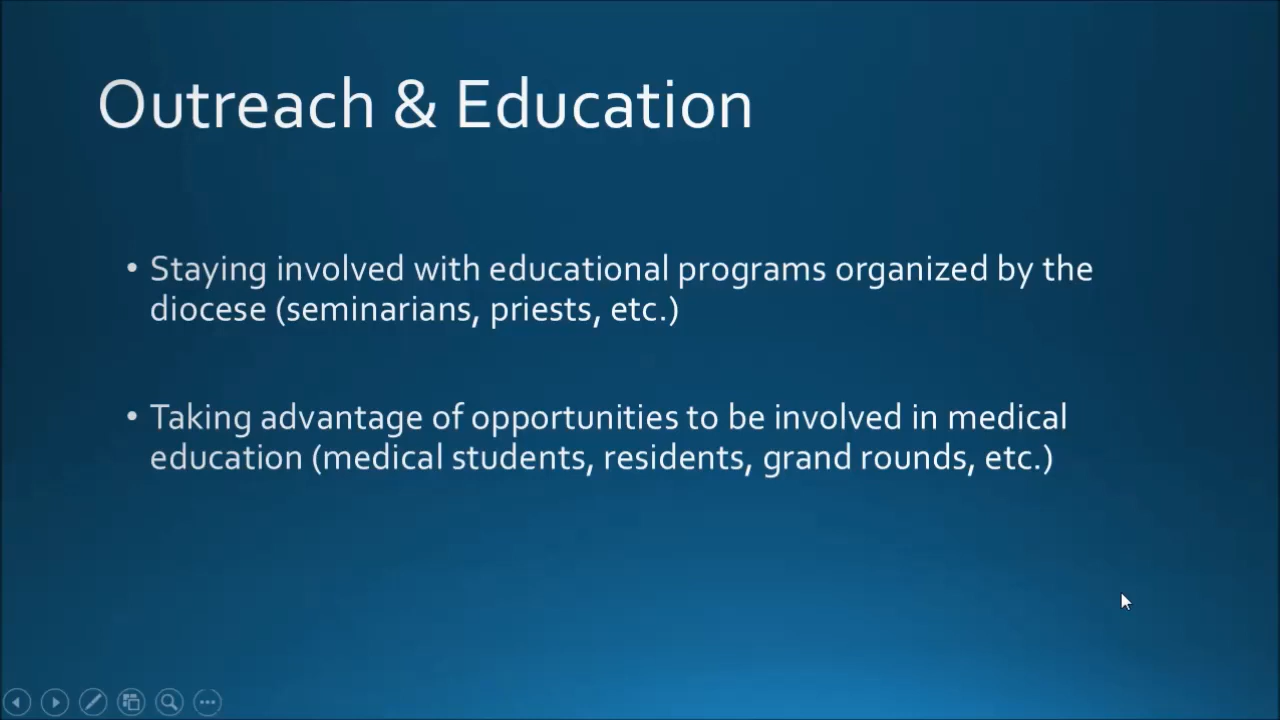 Outreach & Education
• Staying involved with educational programs organized by the
diocese (seminarians, priests, etc.)
• Taking advantage of opportunities to be involved in medical
education (medical students, residents, grand rounds, etc.)